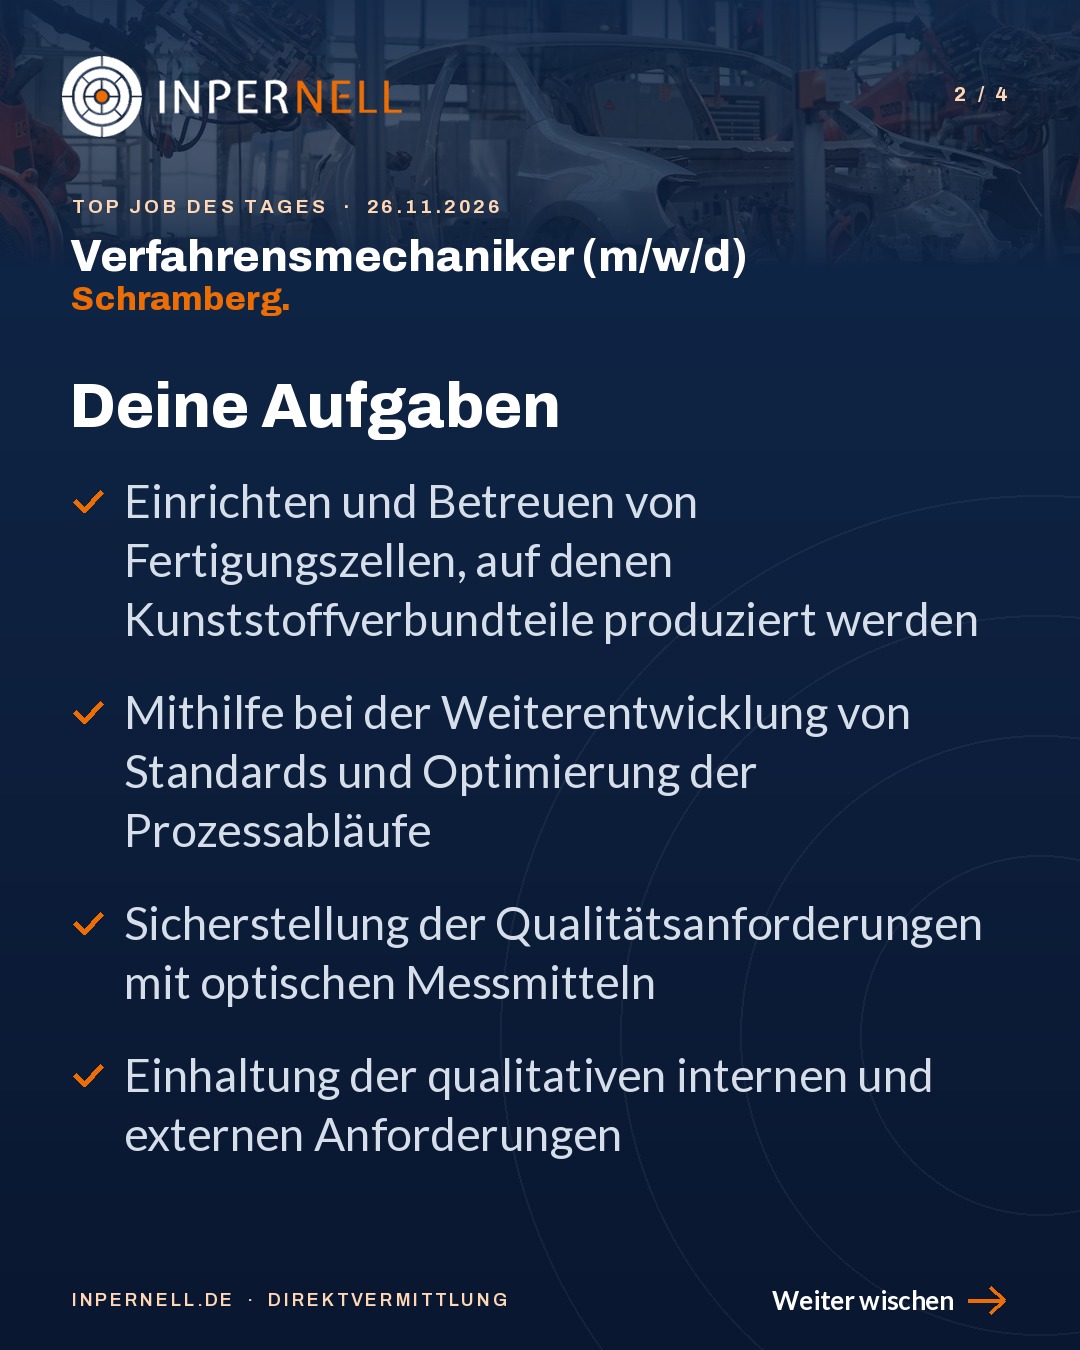 INPERNELL
2 / 4
TOP JOB DES TAGES · 26.11.2026
Verfahrensmechaniker (m/w/d)
Schramberg.
Deine Aufgaben
Einrichten und Betreuen von
Fertigungszellen, auf denen
Kunststoffverbundteile produziert werden
Mithilfe bei der Weiterentwicklung von
Standards und Optimierung der
Prozessabläufe
Sicherstellung der Qualitätsanforderungen
mit optischen Messmitteln
Einhaltung der qualitativen internen und
externen Anforderungen
INPERNELL.DE · DIREKTVERMITTLUNG
Weiter wischen